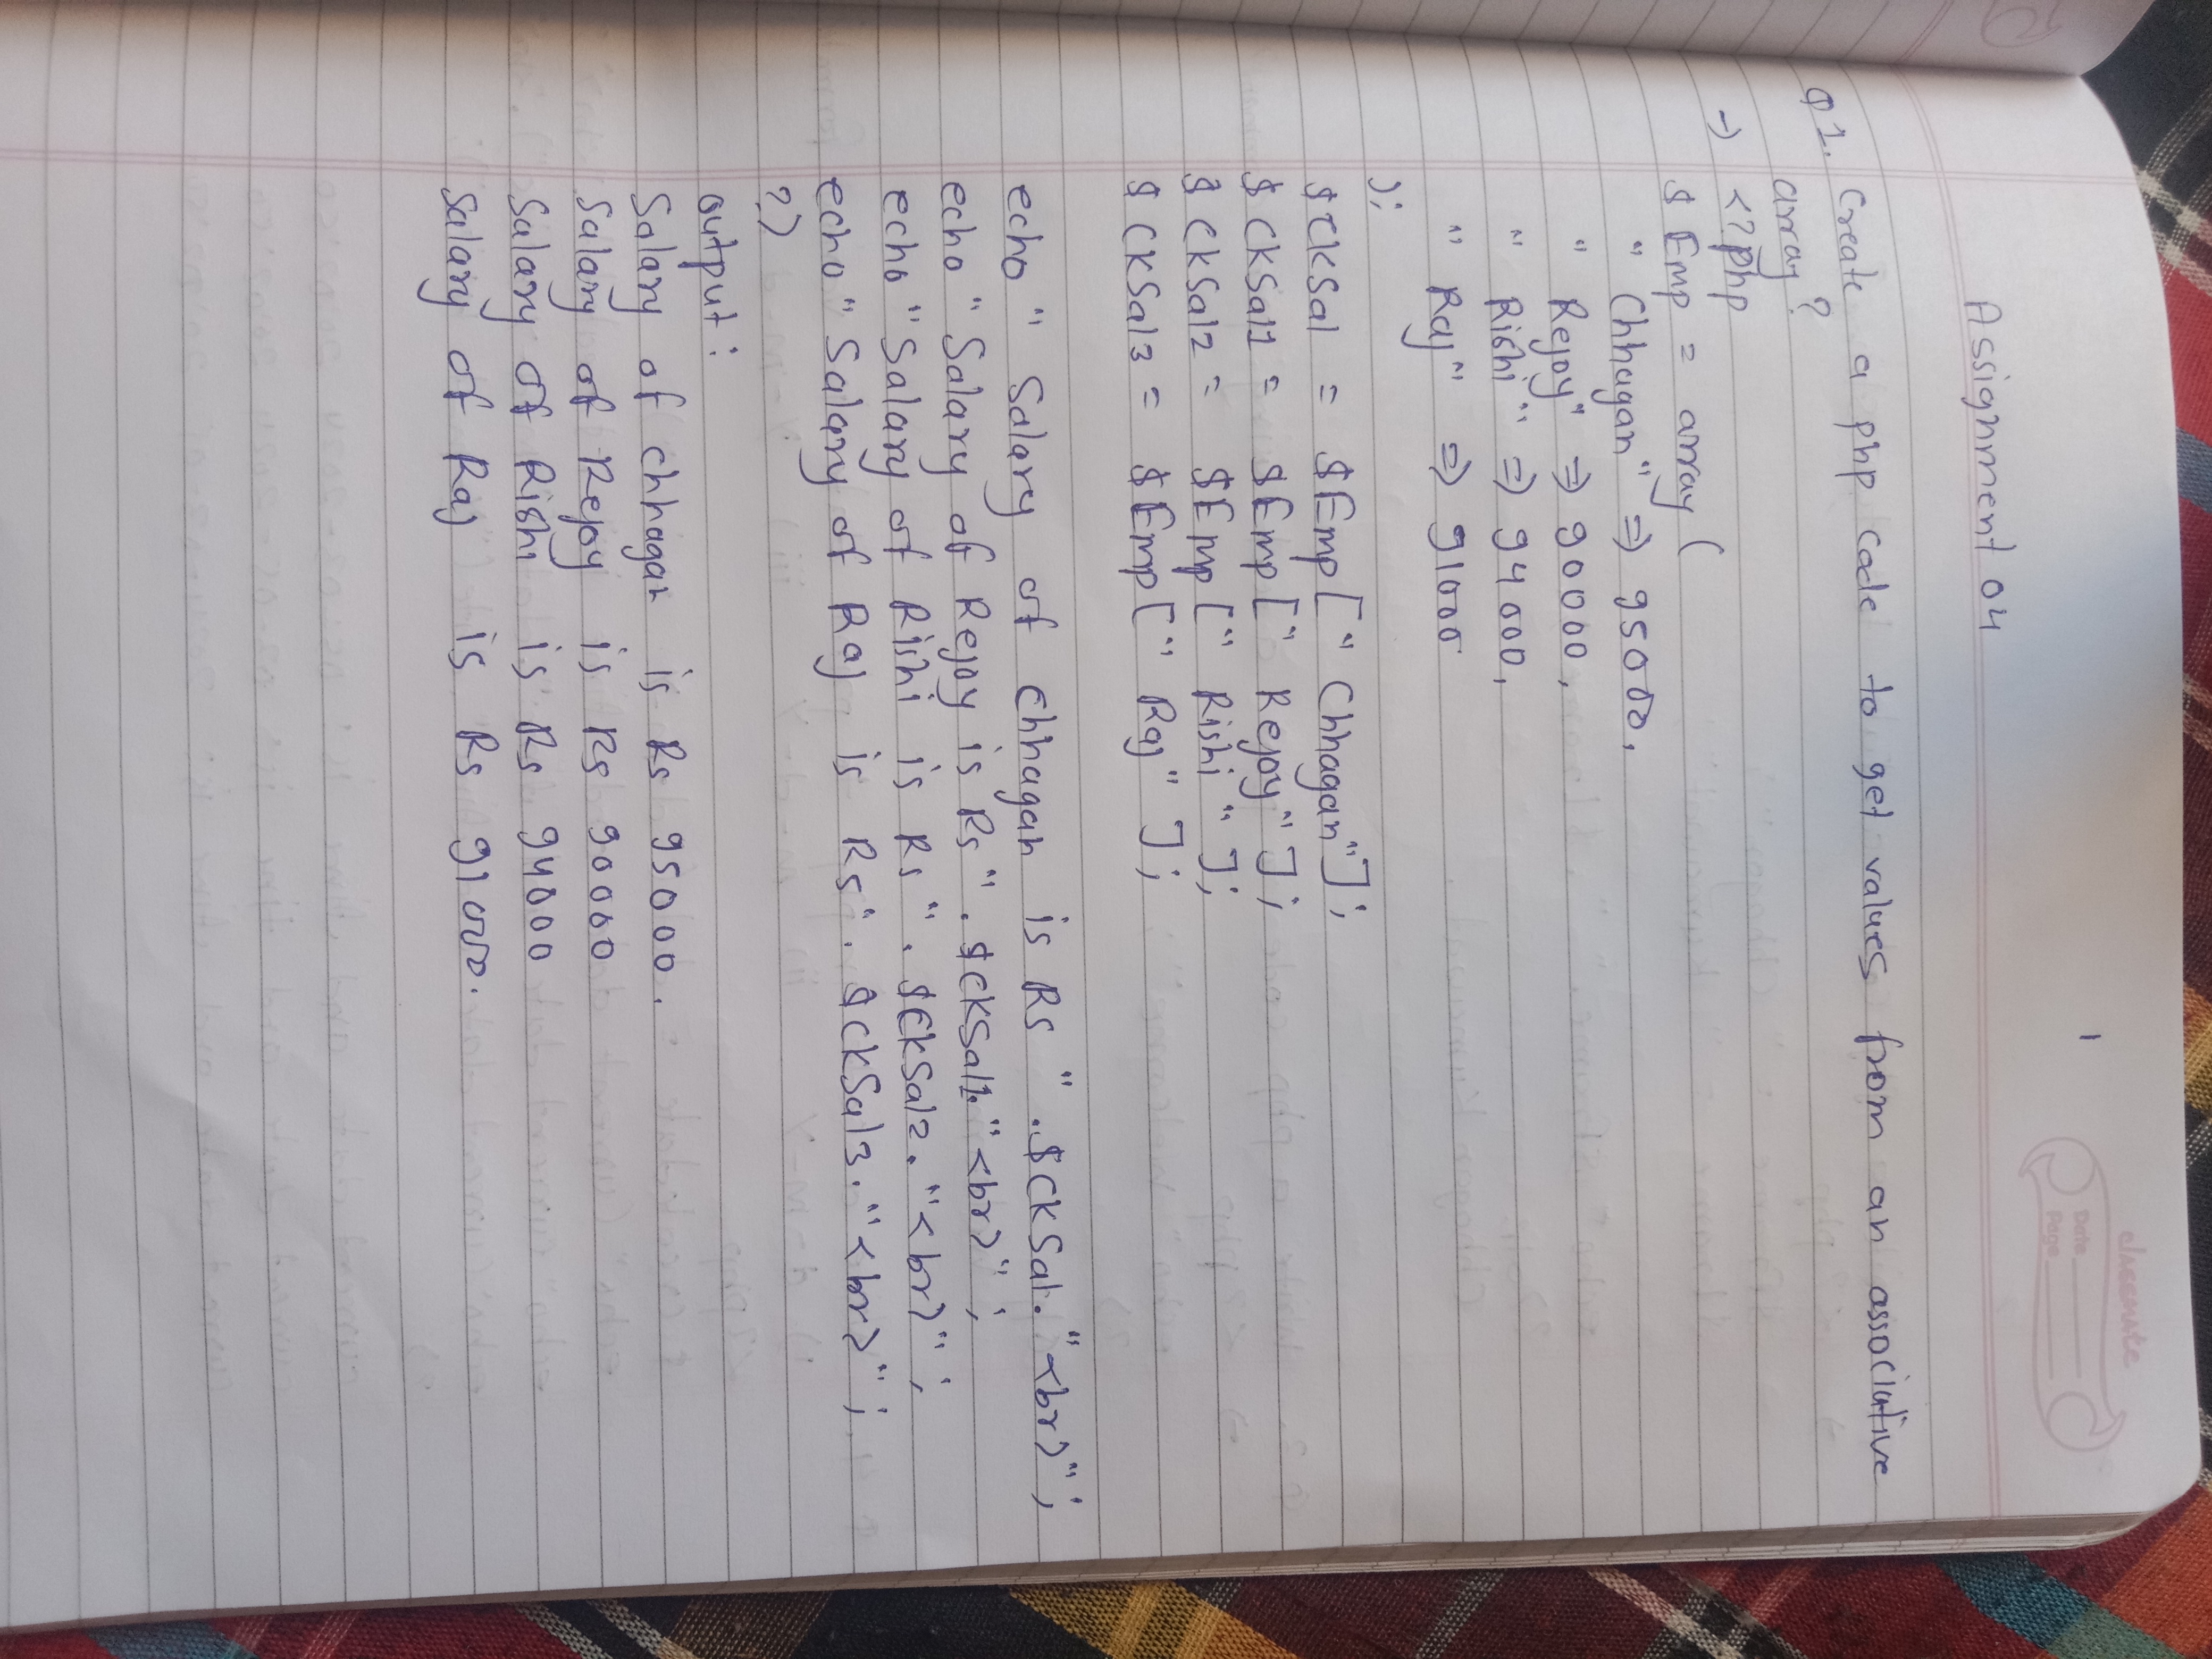 1
classmate
Date
Page
Assignment 04
Q 1. Create a php code to get values from an associative
array ?
→ <?php
$ Emp = array (
" Chhagan" => 95000,
" Rejoy" => 90000,
" Rishi" => 94000,
" Raj" => 91000
);
$CkSal = $Emp [" Chhagan"];
$ CkSal1 = $Emp [" Rejoy"];
$ CkSal2 = $Emp [" Rishi"];
$ CkSal3 = $Emp [" Raj"];
echo " Salary of Chhagan is Rs" . $CkSal. "<br>";
echo " Salary of Rejoy is Rs" . $CkSal1. "<br>";
echo "Salary of Rishi is Rs" . $CkSal2. "<br>";
echo "Salary of Raj is Rs". $CkSal3. "<br>";
?>
output :
Salary of chhagan is Rs 95000.
Salary of Rejoy is Rs 90000
Salary of Rishi is Rs 94000
Salary of Raj is Rs 91000.